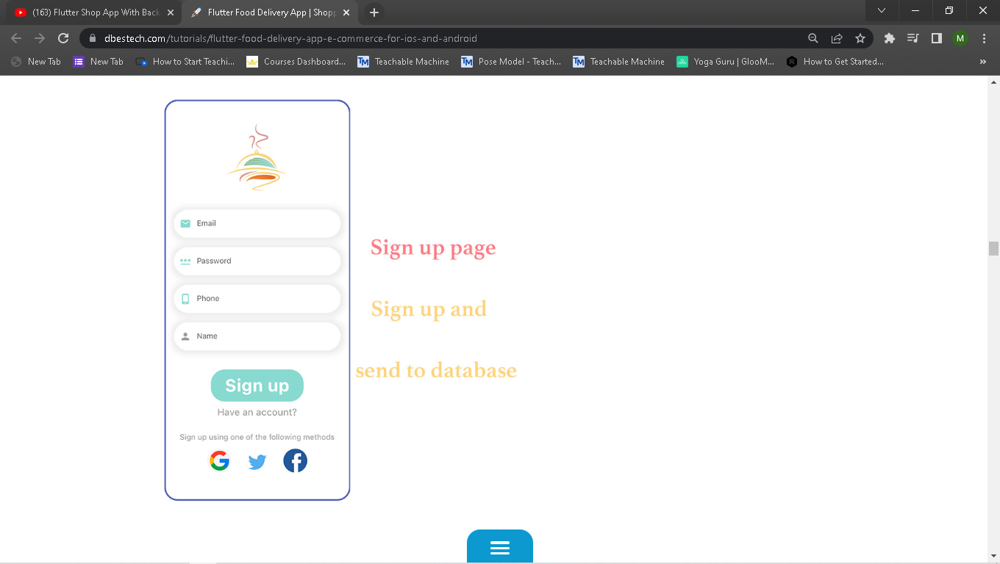 (163) Flutter Shop App With Back
Flutter Food Delivery App | Shopp
dbestech.com/tutorials/flutter-food-delivery-app-e-commerce-for-ios-and-android
M
New Tab
New Tab
How to Start Teachi...
Courses Dashboard...
TM
Teachable Machine
TM
Pose Model - Teach...
TM
Teachable Machine
Yoga Guru | GlooM...
How to Get Started...
»
Email
Password
Phone
Name
Sign up
Have an account?
Sign up using one of the following methods
Sign up page
Sign up and
send to database